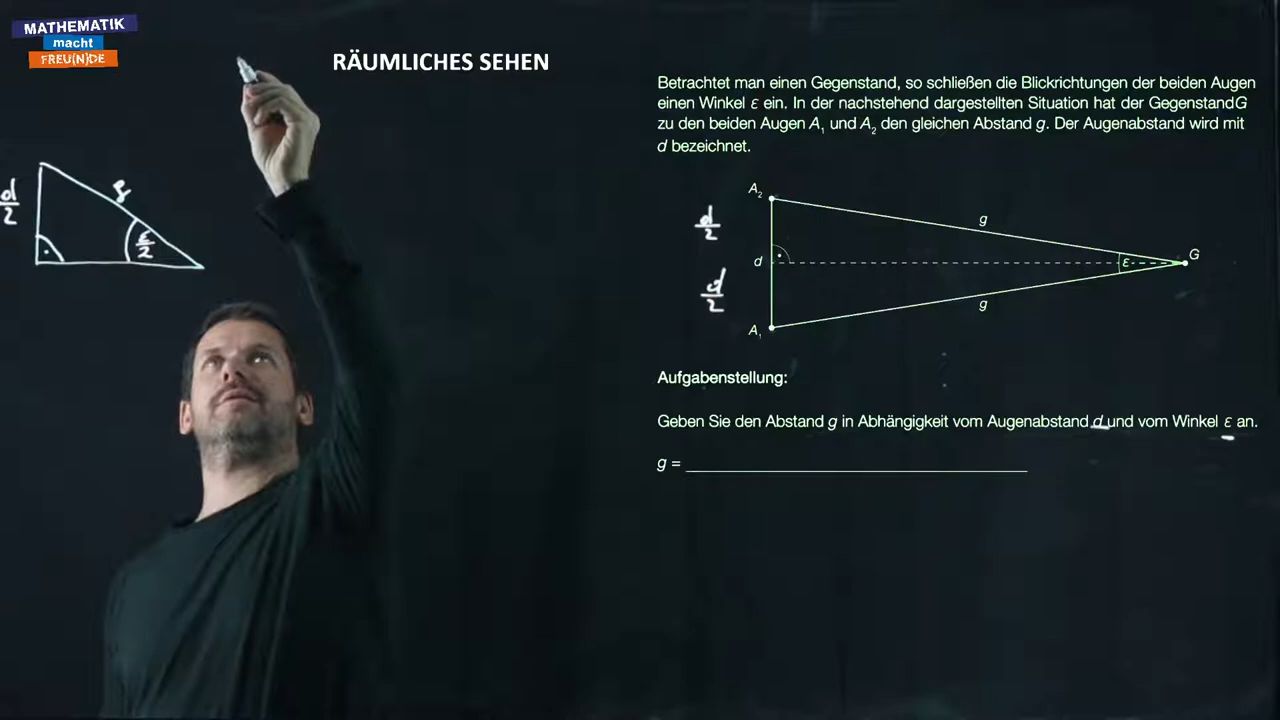 MATHEMATIK
macht
FREU(N)DE
RÄUMLICHES SEHEN
d/2
g
ε/2
Betrachtet man einen Gegenstand, so schließen die Blickrichtungen der beiden Augen
einen Winkel ε ein. In der nachstehend dargestellten Situation hat der Gegenstand G
zu den beiden Augen A₁ und A₂ den gleichen Abstand g. Der Augenabstand wird mit
d bezeichnet.
A₂
d/2
g
d
ε
G
d/2
g
A₁
Aufgabenstellung:
Geben Sie den Abstand g in Abhängigkeit vom Augenabstand d und vom Winkel ε an.
g =